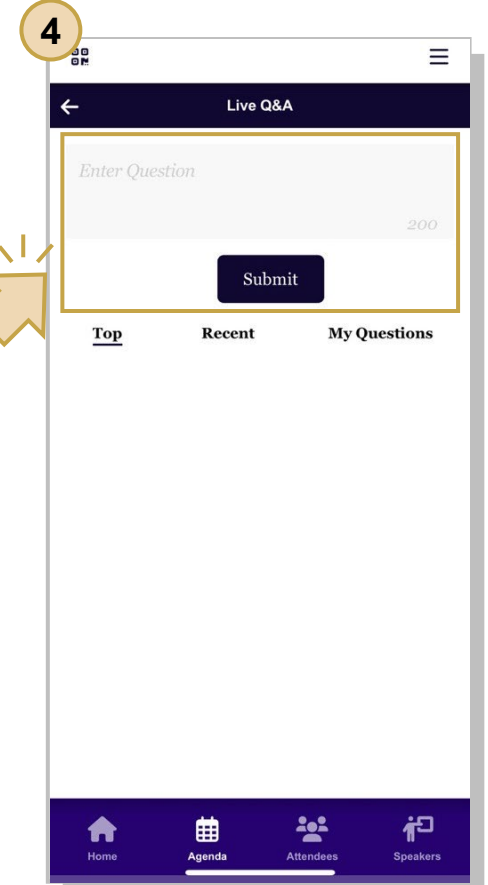 4
Live Q&A
Enter Question
200
Submit
Top Recent My Questions
Home Agenda Attendees Speakers